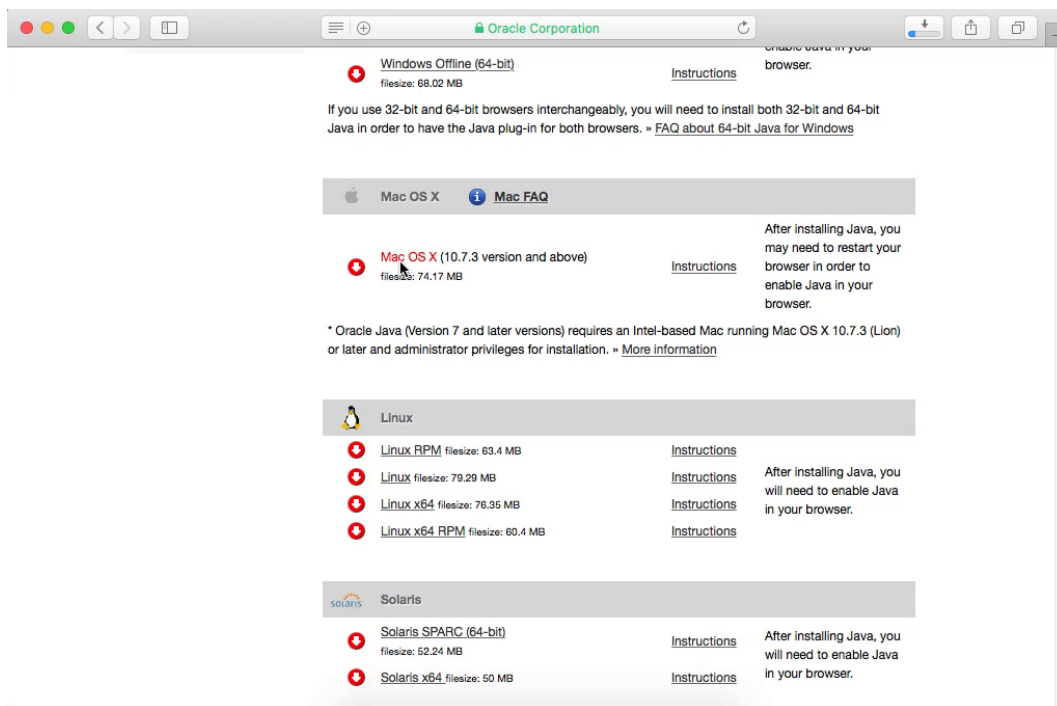 Oracle Corporation
enable Java in your
browser.
Windows Offline (64-bit)
filesize: 68.02 MB
Instructions
If you use 32-bit and 64-bit browsers interchangeably, you will need to install both 32-bit and 64-bit
Java in order to have the Java plug-in for both browsers. » FAQ about 64-bit Java for Windows
Mac OS X Mac FAQ
Mac OS X (10.7.3 version and above)
filesize: 74.17 MB
Instructions
After installing Java, you
may need to restart your
browser in order to
enable Java in your
browser.
* Oracle Java (Version 7 and later versions) requires an Intel-based Mac running Mac OS X 10.7.3 (Lion)
or later and administrator privileges for installation. » More information
Linux
Linux RPM filesize: 63.4 MB Instructions
Linux filesize: 79.29 MB Instructions
Linux x64 filesize: 76.35 MB Instructions
Linux x64 RPM filesize: 60.4 MB Instructions
After installing Java, you
will need to enable Java
in your browser.
solaris Solaris
Solaris SPARC (64-bit)
filesize: 52.24 MB
Instructions
Solaris x64 filesize: 50 MB Instructions
After installing Java, you
will need to enable Java
in your browser.